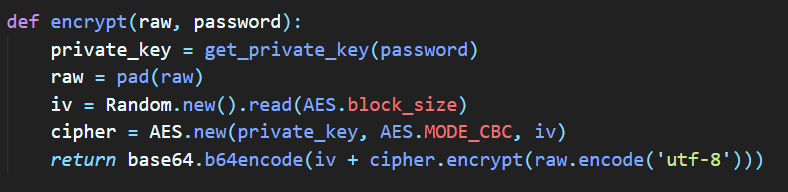 def encrypt(raw, password):
    private_key = get_private_key(password)
    raw = pad(raw)
    iv = Random.new().read(AES.block_size)
    cipher = AES.new(private_key, AES.MODE_CBC, iv)
    return base64.b64encode(iv + cipher.encrypt(raw.encode('utf-8')))